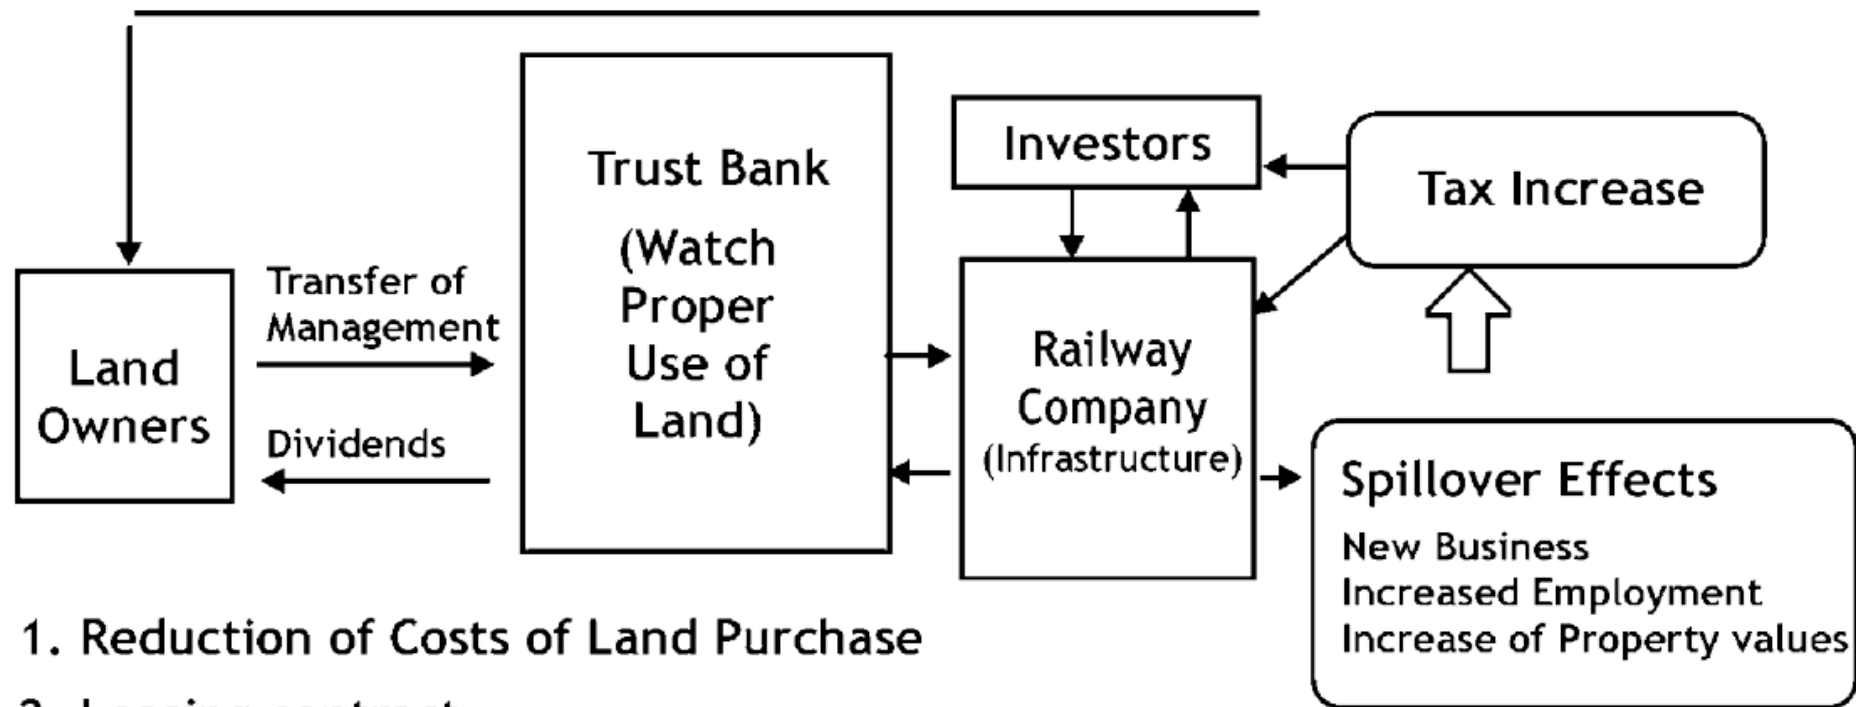 Investors
Tax Increase
Trust Bank
(Watch
Proper
Use of
Land)
Transfer of
Management
Land
Owners
Dividends
Railway
Company
(Infrastructure)
Spillover Effects
New Business
Increased Employment
Increase of Property values
1. Reduction of Costs of Land Purchase